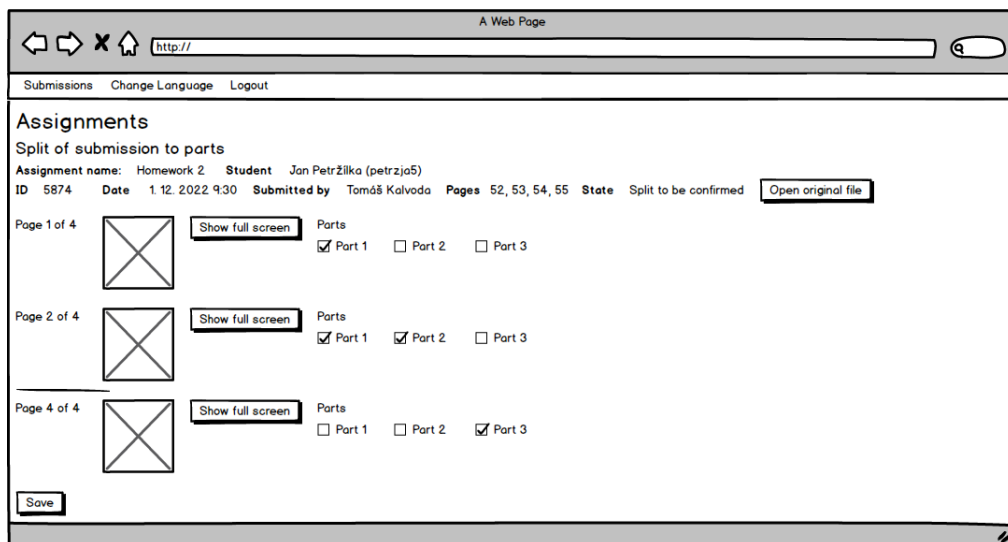 A Web Page
http://
Submissions Change Language Logout
Assignments
Split of submission to parts
Assignment name: Homework 2 Student Jan Petržílka (petrzja5)
ID 5874 Date 1. 12. 2022 9:30 Submitted by Tomáš Kalvoda Pages 52, 53, 54, 55 State Split to be confirmed Open original file
Page 1 of 4 Show full screen Parts
Part 1 Part 2 Part 3
Page 2 of 4 Show full screen Parts
Part 1 Part 2 Part 3
Page 4 of 4 Show full screen Parts
Part 1 Part 2 Part 3
Save